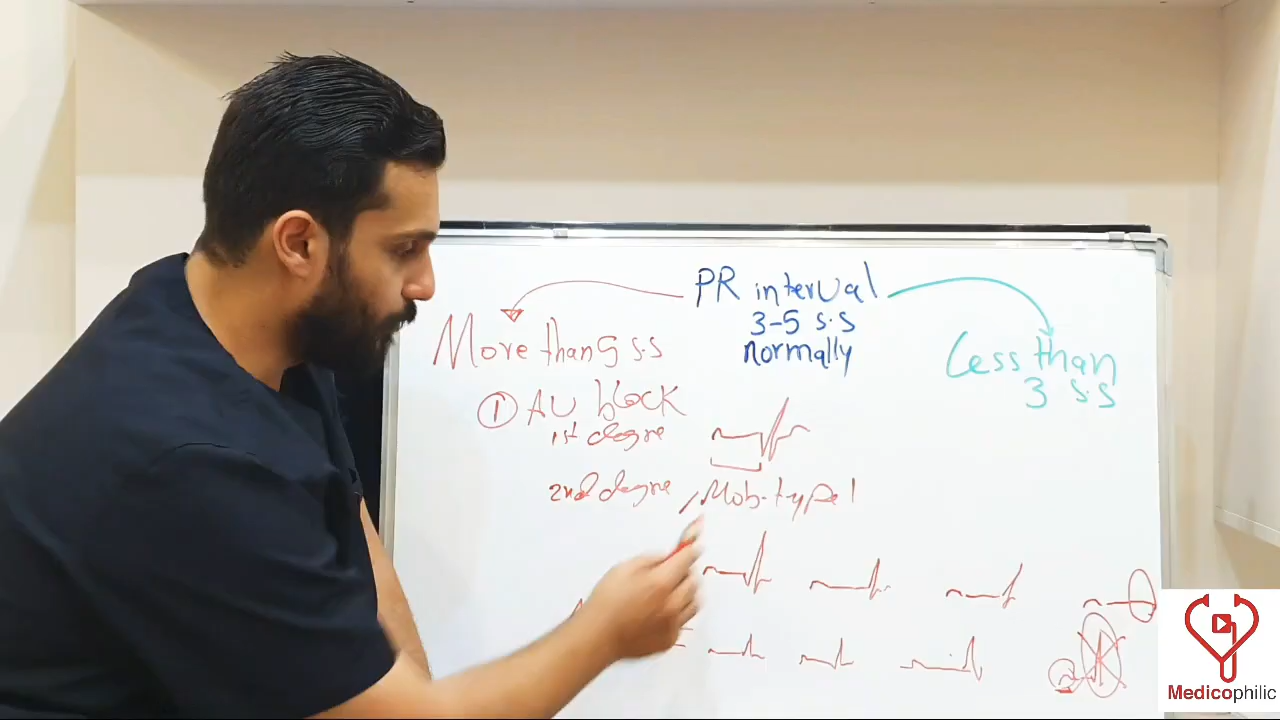 PR interval
3-5 s.s
normally
More than 5 s.s
Less than
3 s.s
① AV block
1st degree
2nd degree
Mob. type 1
Medicophilic